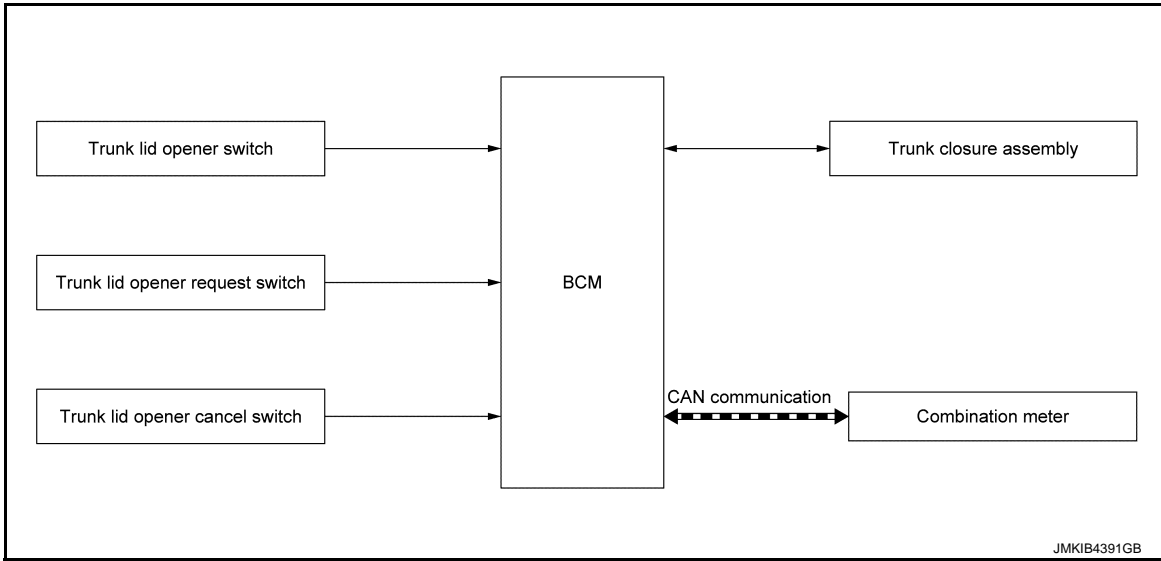 Trunk lid opener switch
Trunk closure assembly
Trunk lid opener request switch
BCM
CAN communication
Trunk lid opener cancel switch
Combination meter
JMKIB4391GB